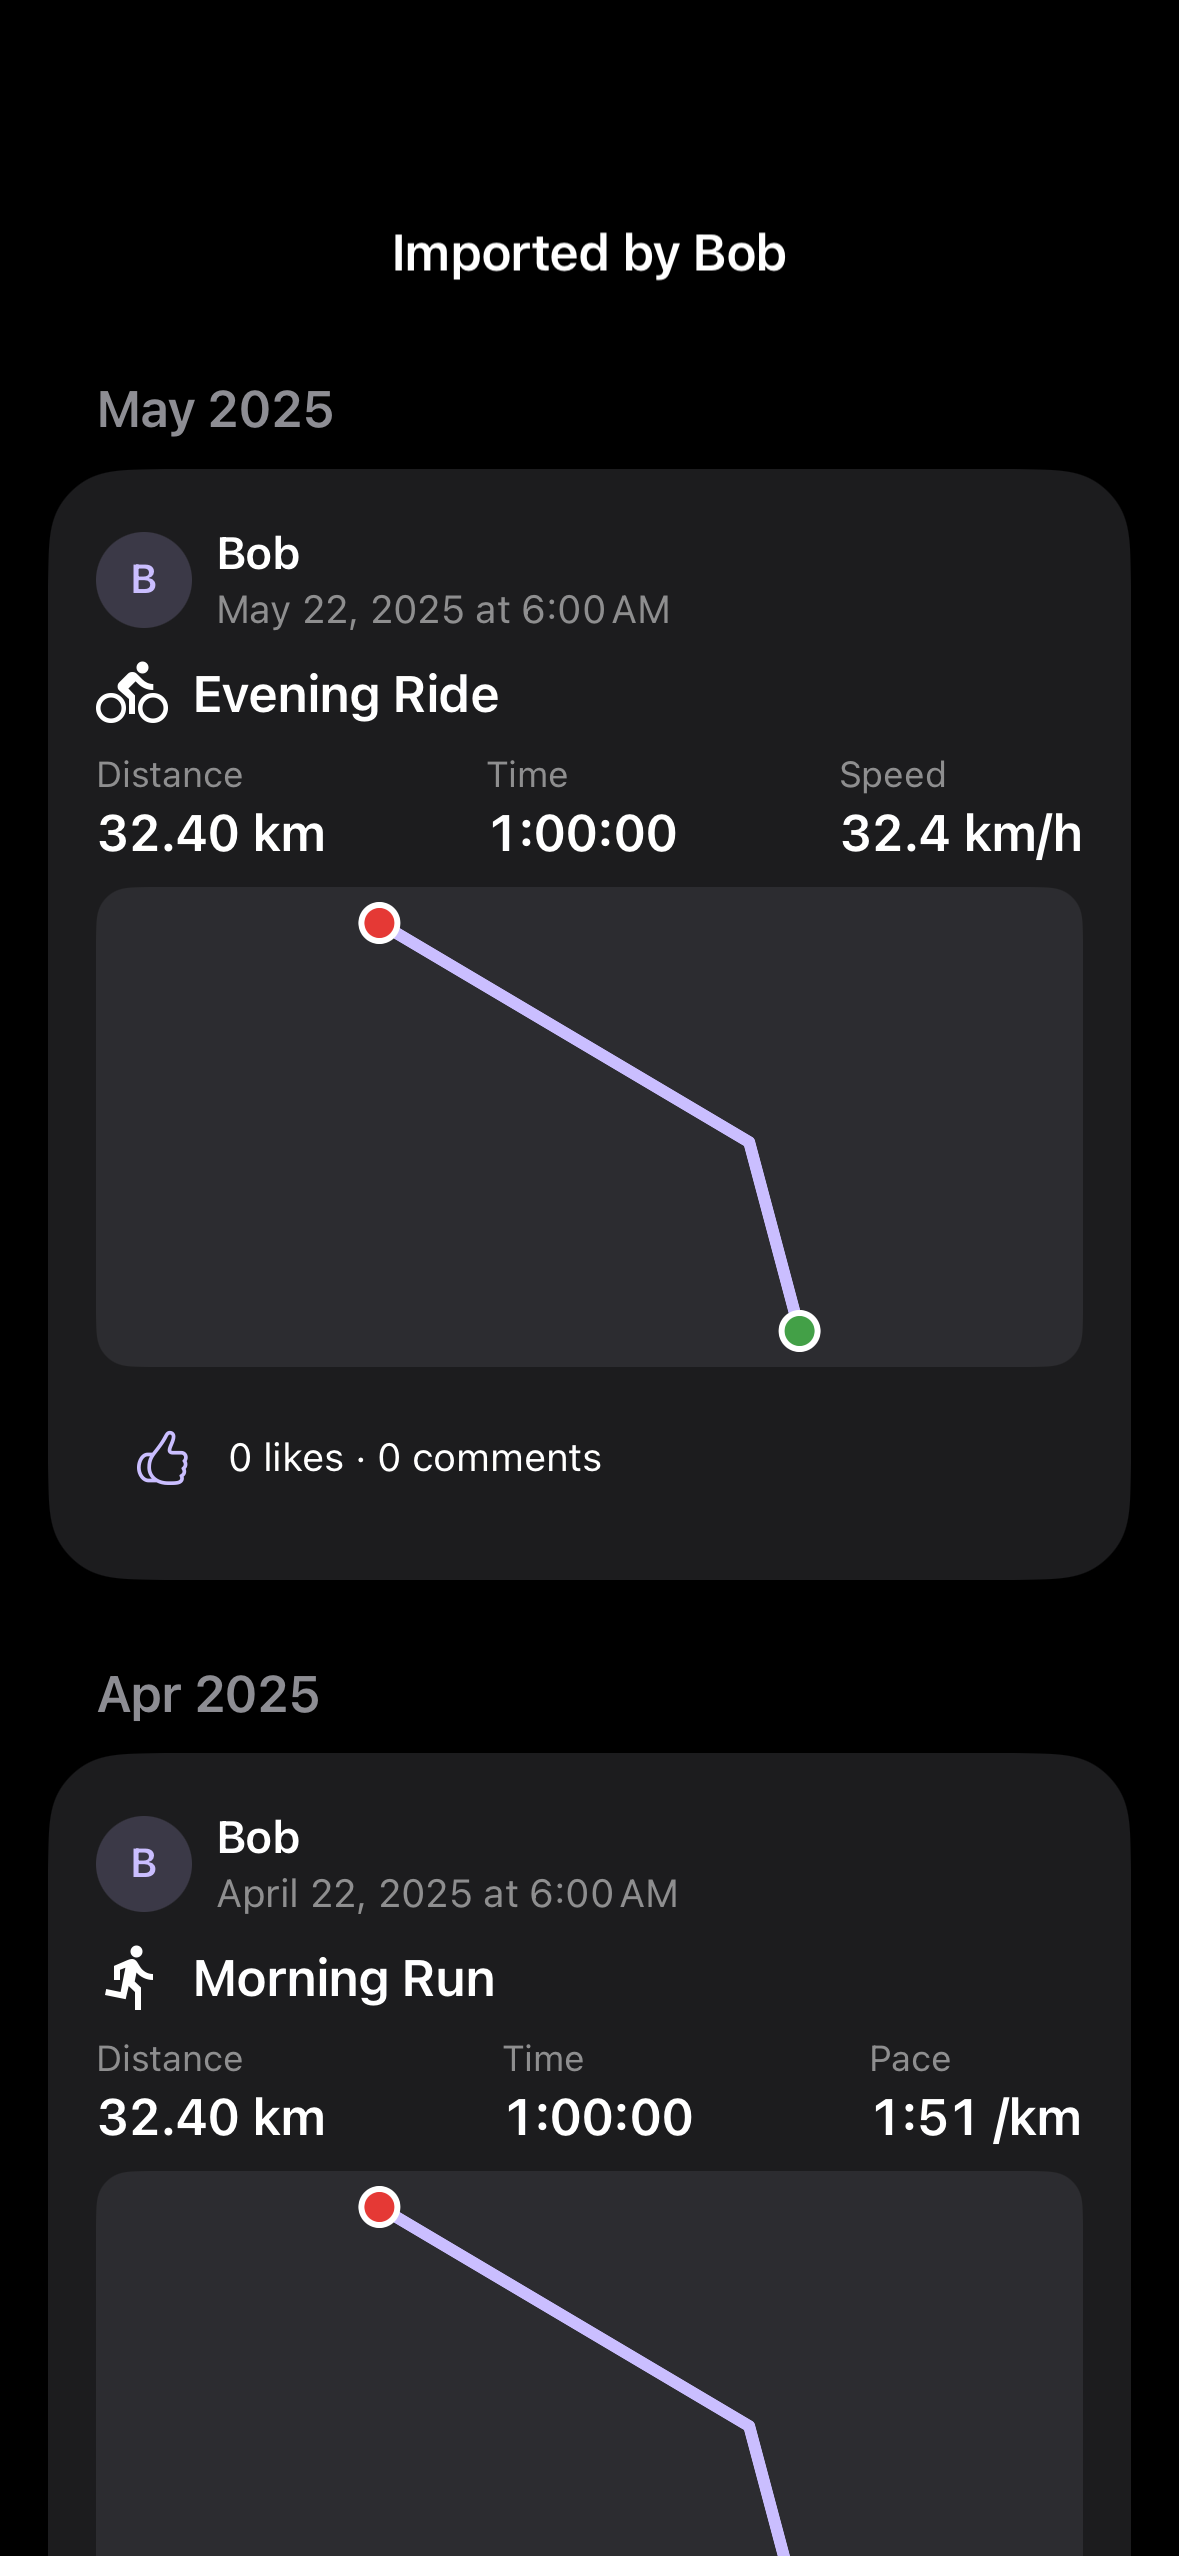 Imported by Bob
May 2025
B
Bob
May 22, 2025 at 6:00 AM
Evening Ride
Distance Time Speed
32.40 km 1:00:00 32.4 km/h
0 likes · 0 comments
Apr 2025
B
Bob
April 22, 2025 at 6:00 AM
Morning Run
Distance Time Pace
32.40 km 1:00:00 1:51 /km